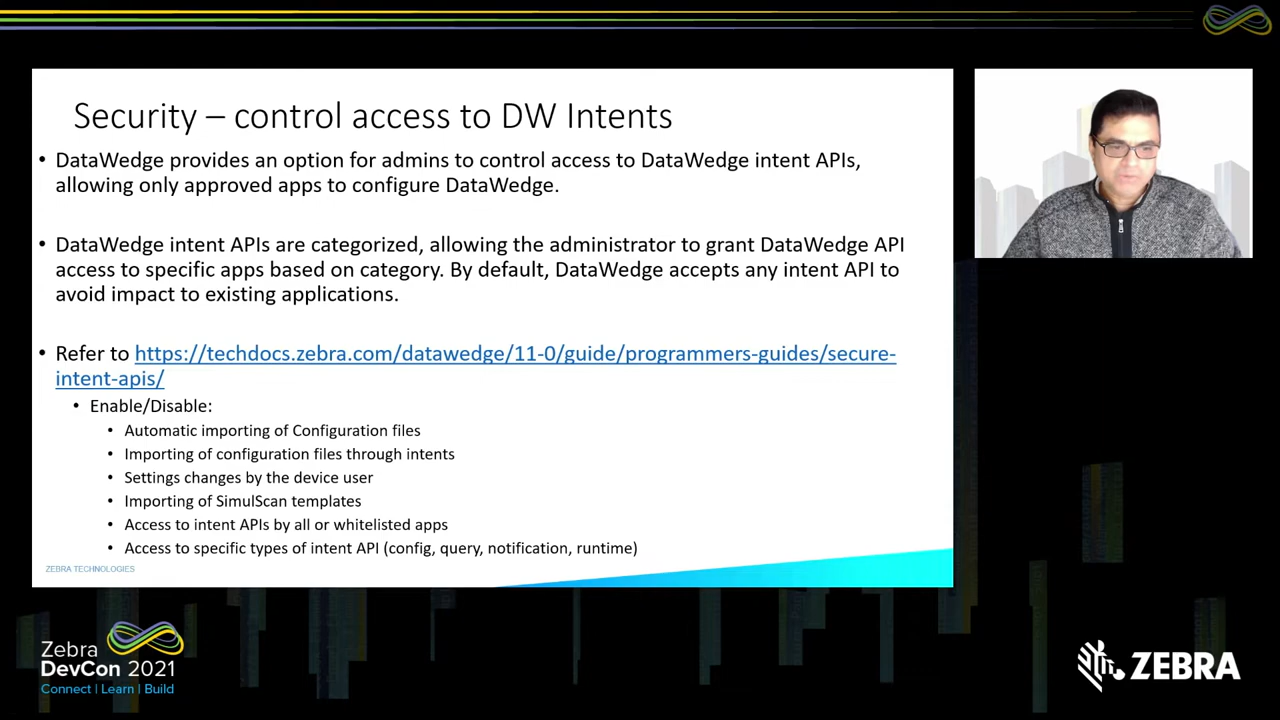 Security – control access to DW Intents
• DataWedge provides an option for admins to control access to DataWedge intent APIs,
allowing only approved apps to configure DataWedge.
• DataWedge intent APIs are categorized, allowing the administrator to grant DataWedge API
access to specific apps based on category. By default, DataWedge accepts any intent API to
avoid impact to existing applications.
• Refer to https://techdocs.zebra.com/datawedge/11-0/guide/programmers-guides/secure-
intent-apis/
• Enable/Disable:
• Automatic importing of Configuration files
• Importing of configuration files through intents
• Settings changes by the device user
• Importing of SimulScan templates
• Access to intent APIs by all or whitelisted apps
• Access to specific types of intent API (config, query, notification, runtime)
ZEBRA TECHNOLOGIES
Zebra
DevCon 2021
Connect | Learn | Build
ZEBRA